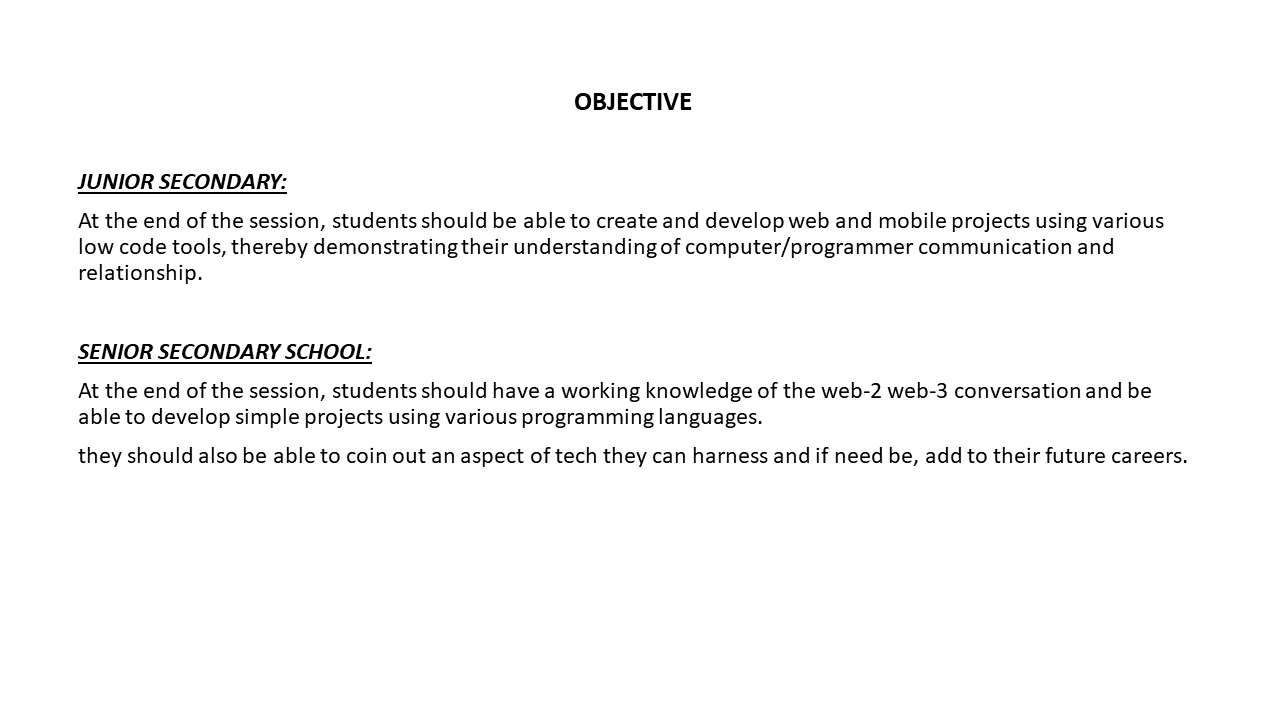 OBJECTIVE
JUNIOR SECONDARY:
At the end of the session, students should be able to create and develop web and mobile projects using various
low code tools, thereby demonstrating their understanding of computer/programmer communication and
relationship.
SENIOR SECONDARY SCHOOL:
At the end of the session, students should have a working knowledge of the web-2 web-3 conversation and be
able to develop simple projects using various programming languages.
they should also be able to coin out an aspect of tech they can harness and if need be, add to their future careers.